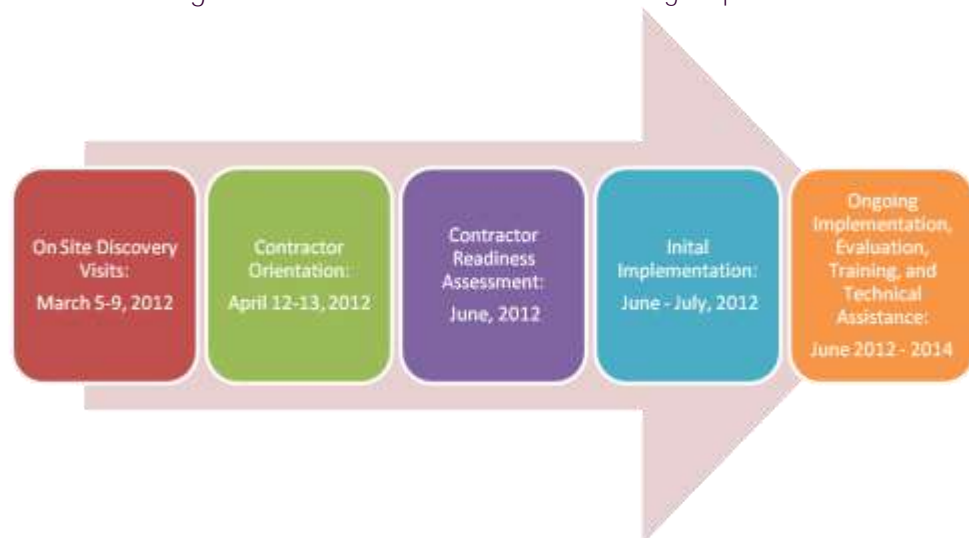 On Site Discovery
Visits:
March 5-9, 2012
Contractor
Orientation:
April 12-13, 2012
Contractor
Readiness
Assessment:
June, 2012
Inital
Implementation:
June - July, 2012
Ongoing
Implementation,
Evaluation,
Training, and
Technical
Assistance:
June 2012 - 2014